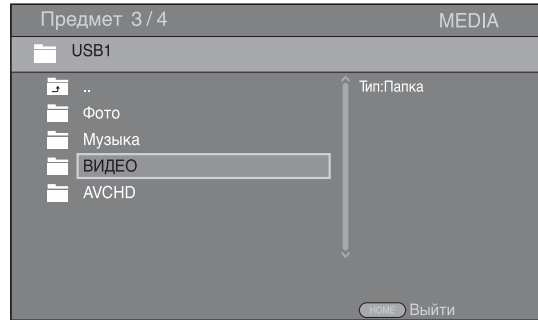 Предмет 3 / 4 MEDIA
USB1
..
Фото
Музыка
ВИДЕО
AVCHD
Тип:Папка
HOME Выйти